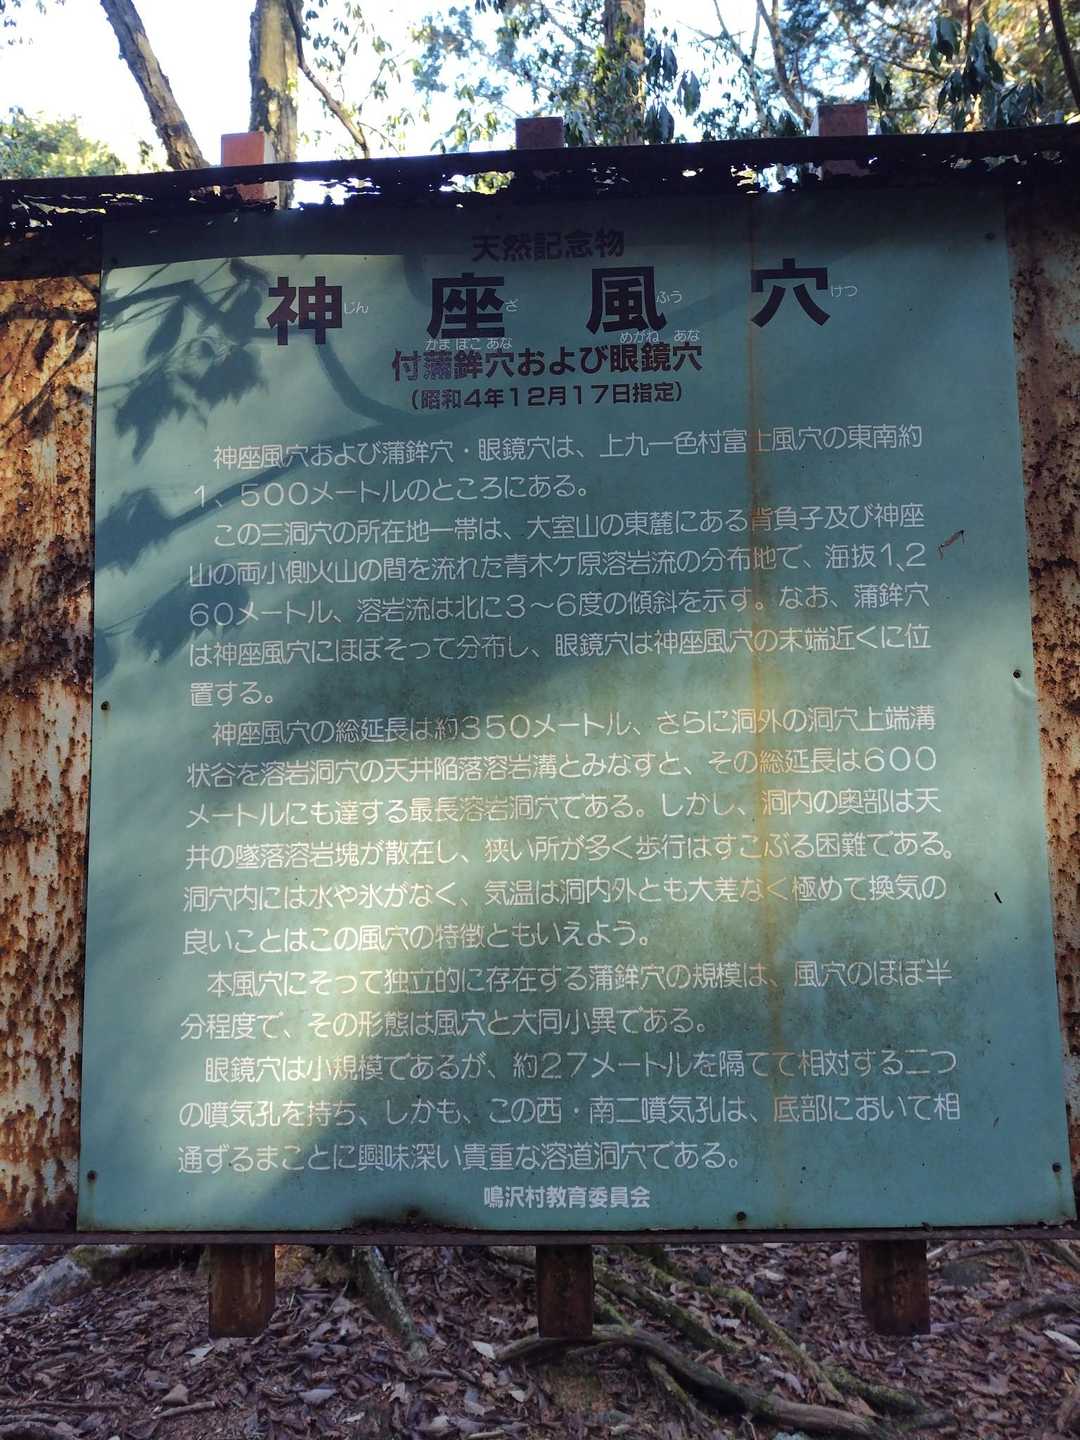 天然記念物
神座風穴
じん ざ ふう けつ
かま ぼこ あな めがね あな
付蒲鉾穴および眼鏡穴
（昭和4年12月17日指定）
神座風穴および蒲鉾穴・眼鏡穴は、上九一色村富士風穴の東南約
1、500メートルのところにある。
この三洞穴の所在地一帯は、大室山の東麓にある背負子及び神座
山の両小側火山の間を流れた青木ケ原溶岩流の分布地て、海抜1、2
60メートル、溶岩流は北に3～6度の傾斜を示す。なお、蒲鉾穴
は神座風穴にほぼそって分布し、眼鏡穴は神座風穴の末端近くに位
置する。
神座風穴の総延長は約350メートル、さらに洞外の洞穴上端溝
状谷を溶岩洞穴の天井陥落溶岩溝とみなすと、その総延長は600
メートルにも達する最長溶岩洞穴である。しかし、洞内の奥部は天
井の墜落溶岩塊が散在し、狭い所が多く歩行はすこぶる困難である。
洞穴内には水や氷がなく、気温は洞内外とも大差なく極めて換気の
良いことはこの風穴の特徴ともいえよう。
本風穴にそって独立的に存在する蒲鉾穴の規模は、風穴のほぼ半
分程度で、その形態は風穴と大同小異である。
眼鏡穴は小規模であるが、約27メートルを隔てて相対する二つ
の噴気孔を持ち、しかも、この西・南二噴気孔は、底部において相
通ずるまことに興味深い貴重な溶道洞穴である。
鳴沢村教育委員会